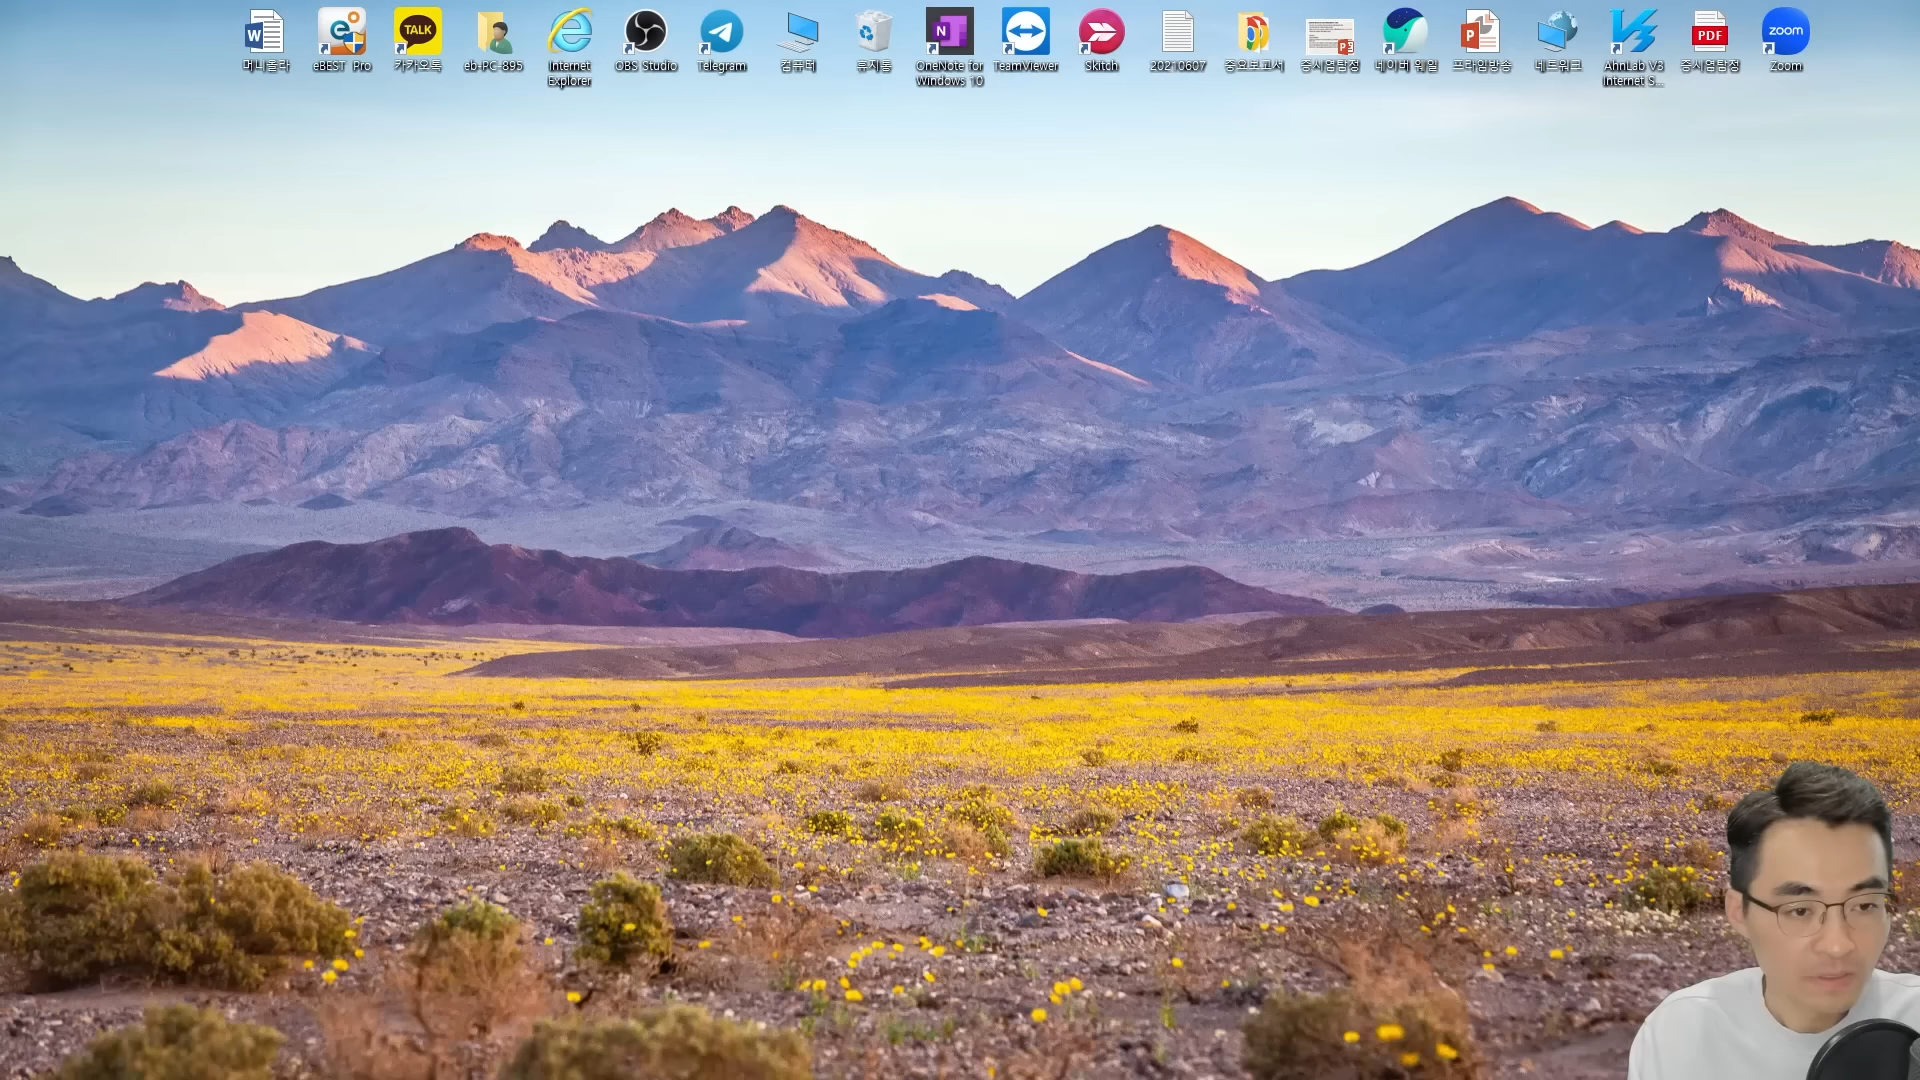 머니올라
eBEST Pro
카카오톡
eb-PC-895
Internet
Explorer
OBS Studio
Telegram
컴퓨터
휴지통
OneNote for
Windows 10
TeamViewer
Skitch
20210607
중요보고서
증시염탐정
네이버 웨일
프라임방송
네트워크
AhnLab V3
Internet S...
증시염탐정
Zoom
TALK
PDF
zoom